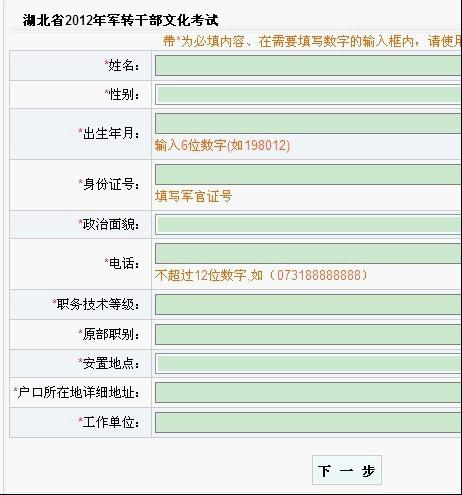 湖北省2012年军转干部文化考试
带*为必填内容、在需要填写数字的输入框内，请使用
*姓名：
*性别：
*出生年月：
输入6位数字(如198012)
*身份证号：
填写军官证号
*政治面貌：
*电话：
不超过12位数字,如（073188888888）
*职务技术等级：
*原部职别：
*安置地点：
*户口所在地详细地址：
*工作单位：
下 一 步